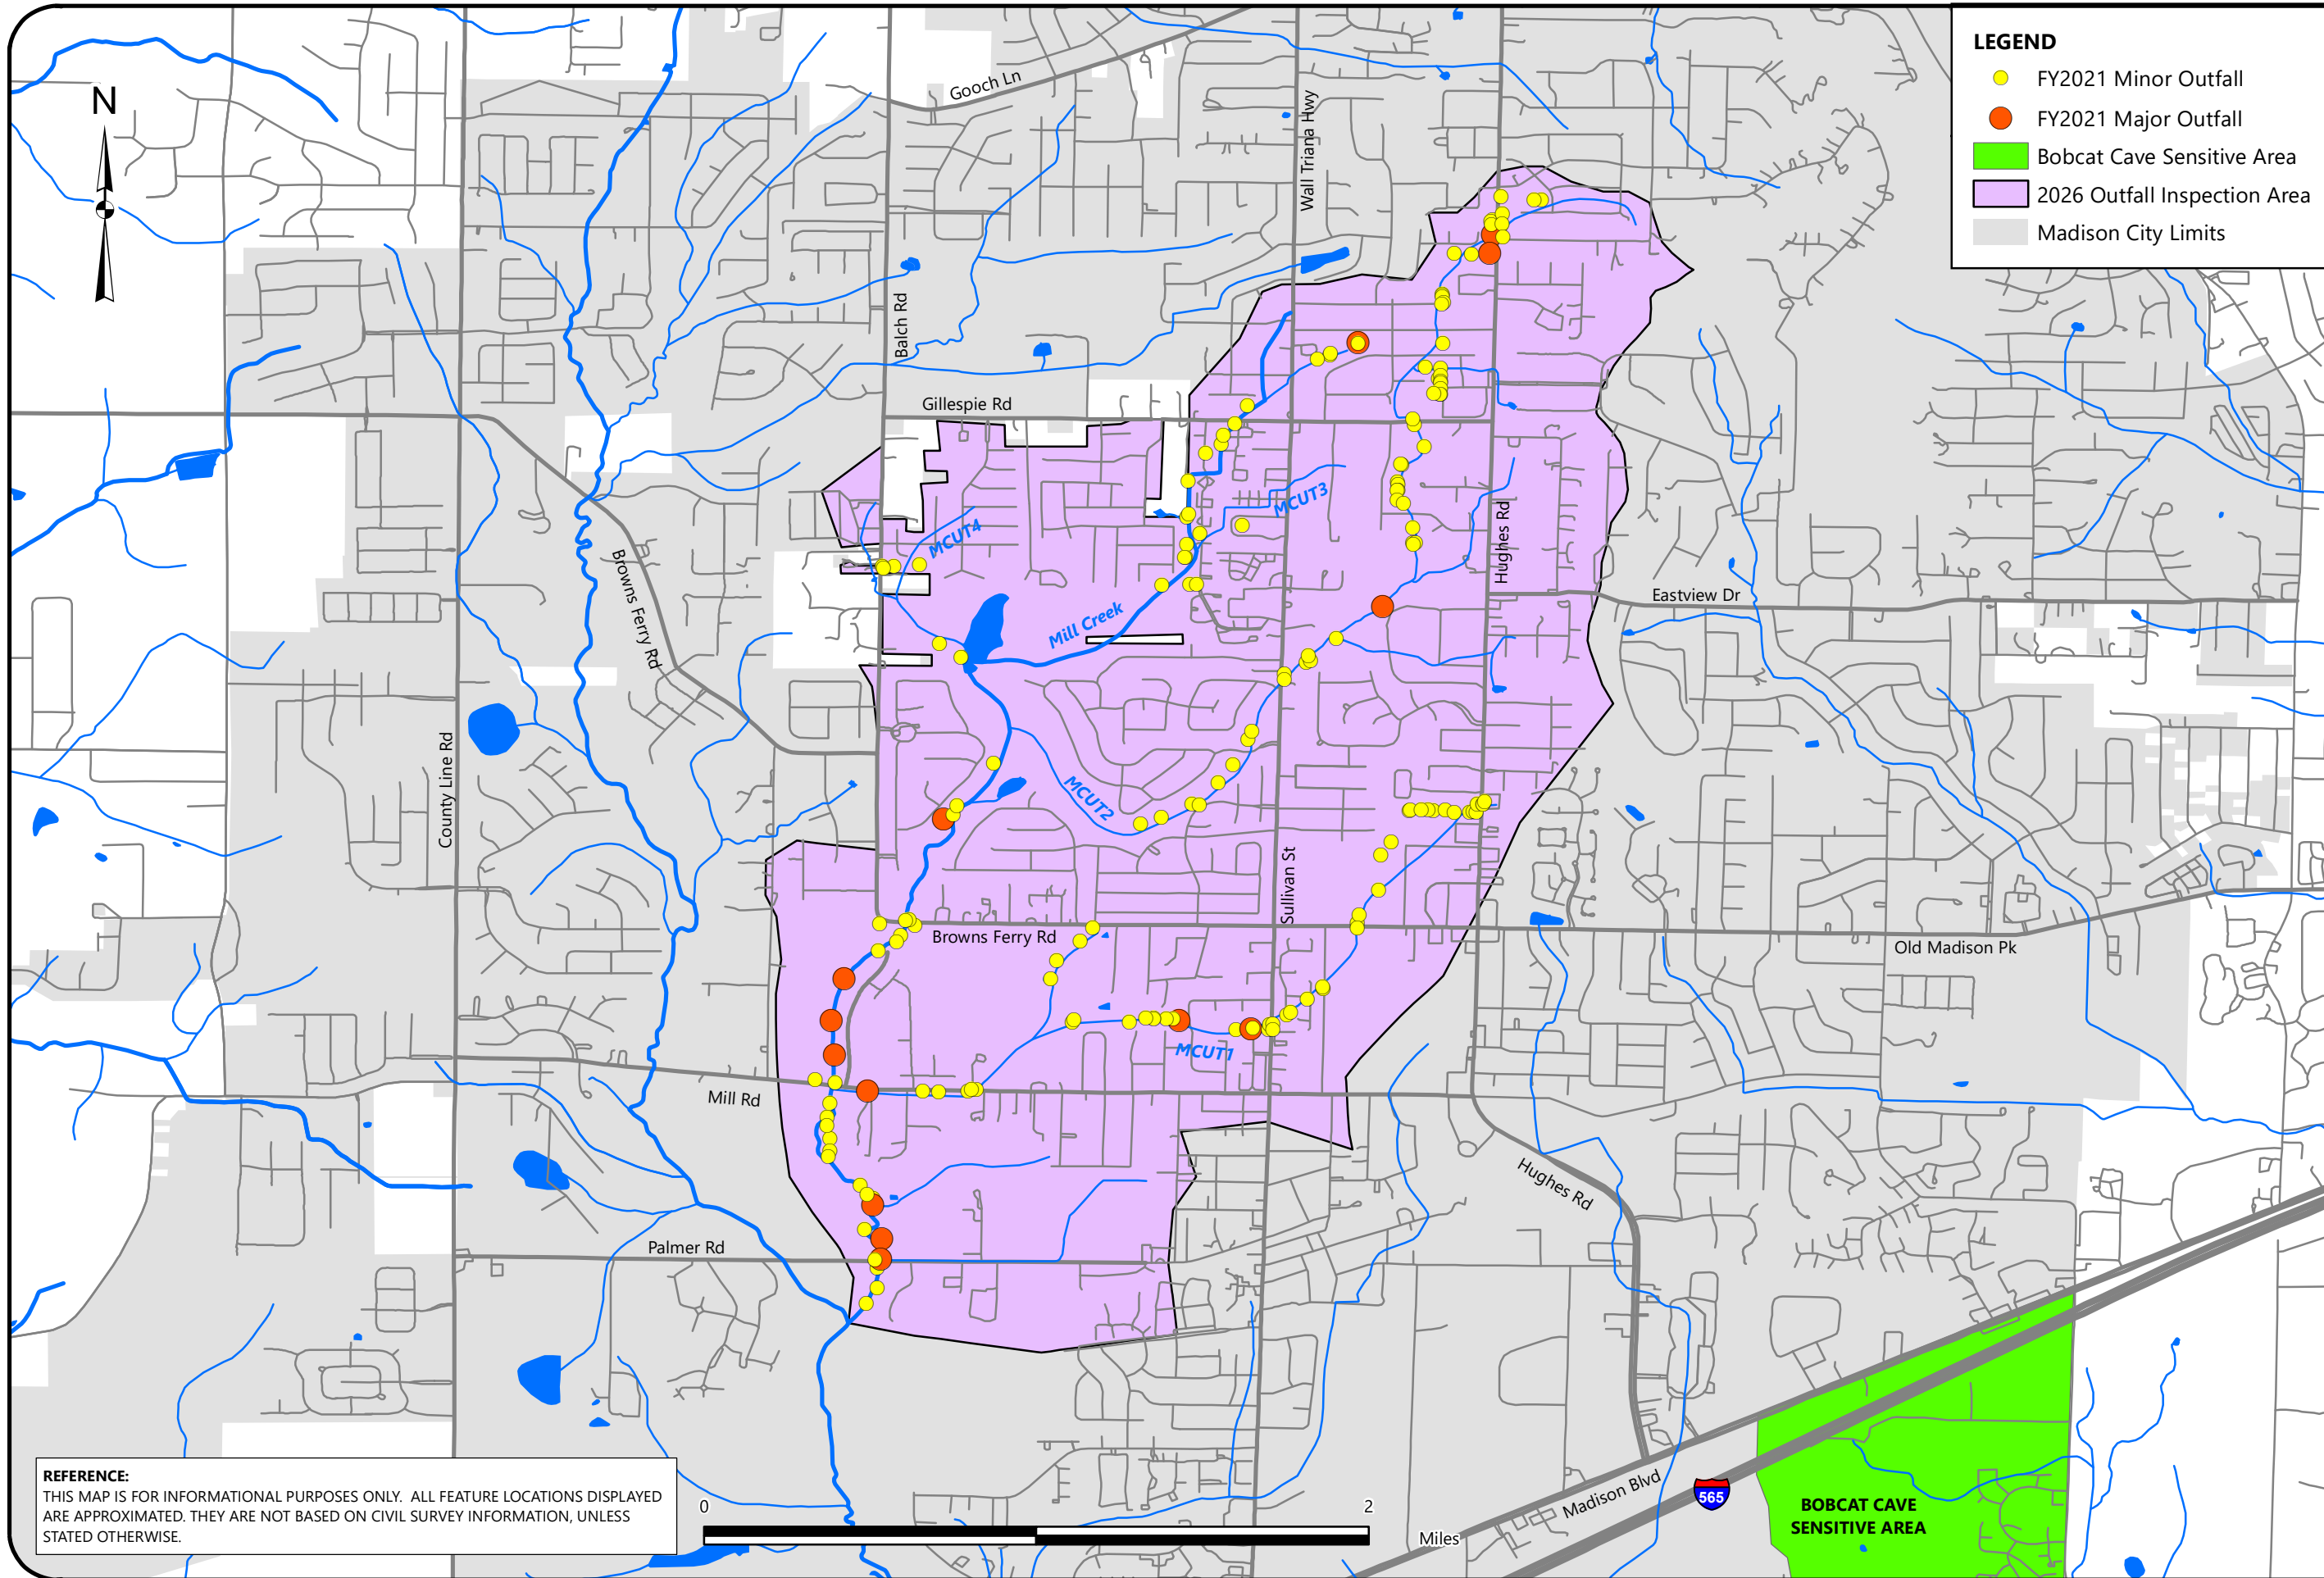 LEGEND
FY2021 Minor Outfall
FY2021 Major Outfall
Bobcat Cave Sensitive Area
2026 Outfall Inspection Area
Madison City Limits
N
Gooch Ln
Wall Triana Hwy
Balch Rd
Gillespie Rd
MCUT3
MCUT4
Hughes Rd
Browns Ferry Rd
Eastview Dr
Mill Creek
County Line Rd
MCUT2
Sullivan St
Browns Ferry Rd
Old Madison Pk
MCUT1
Mill Rd
Hughes Rd
Palmer Rd
Madison Blvd
565
BOBCAT CAVE
SENSITIVE AREA
REFERENCE:
THIS MAP IS FOR INFORMATIONAL PURPOSES ONLY. ALL FEATURE LOCATIONS DISPLAYED
ARE APPROXIMATED. THEY ARE NOT BASED ON CIVIL SURVEY INFORMATION, UNLESS
STATED OTHERWISE.
0 2
Miles